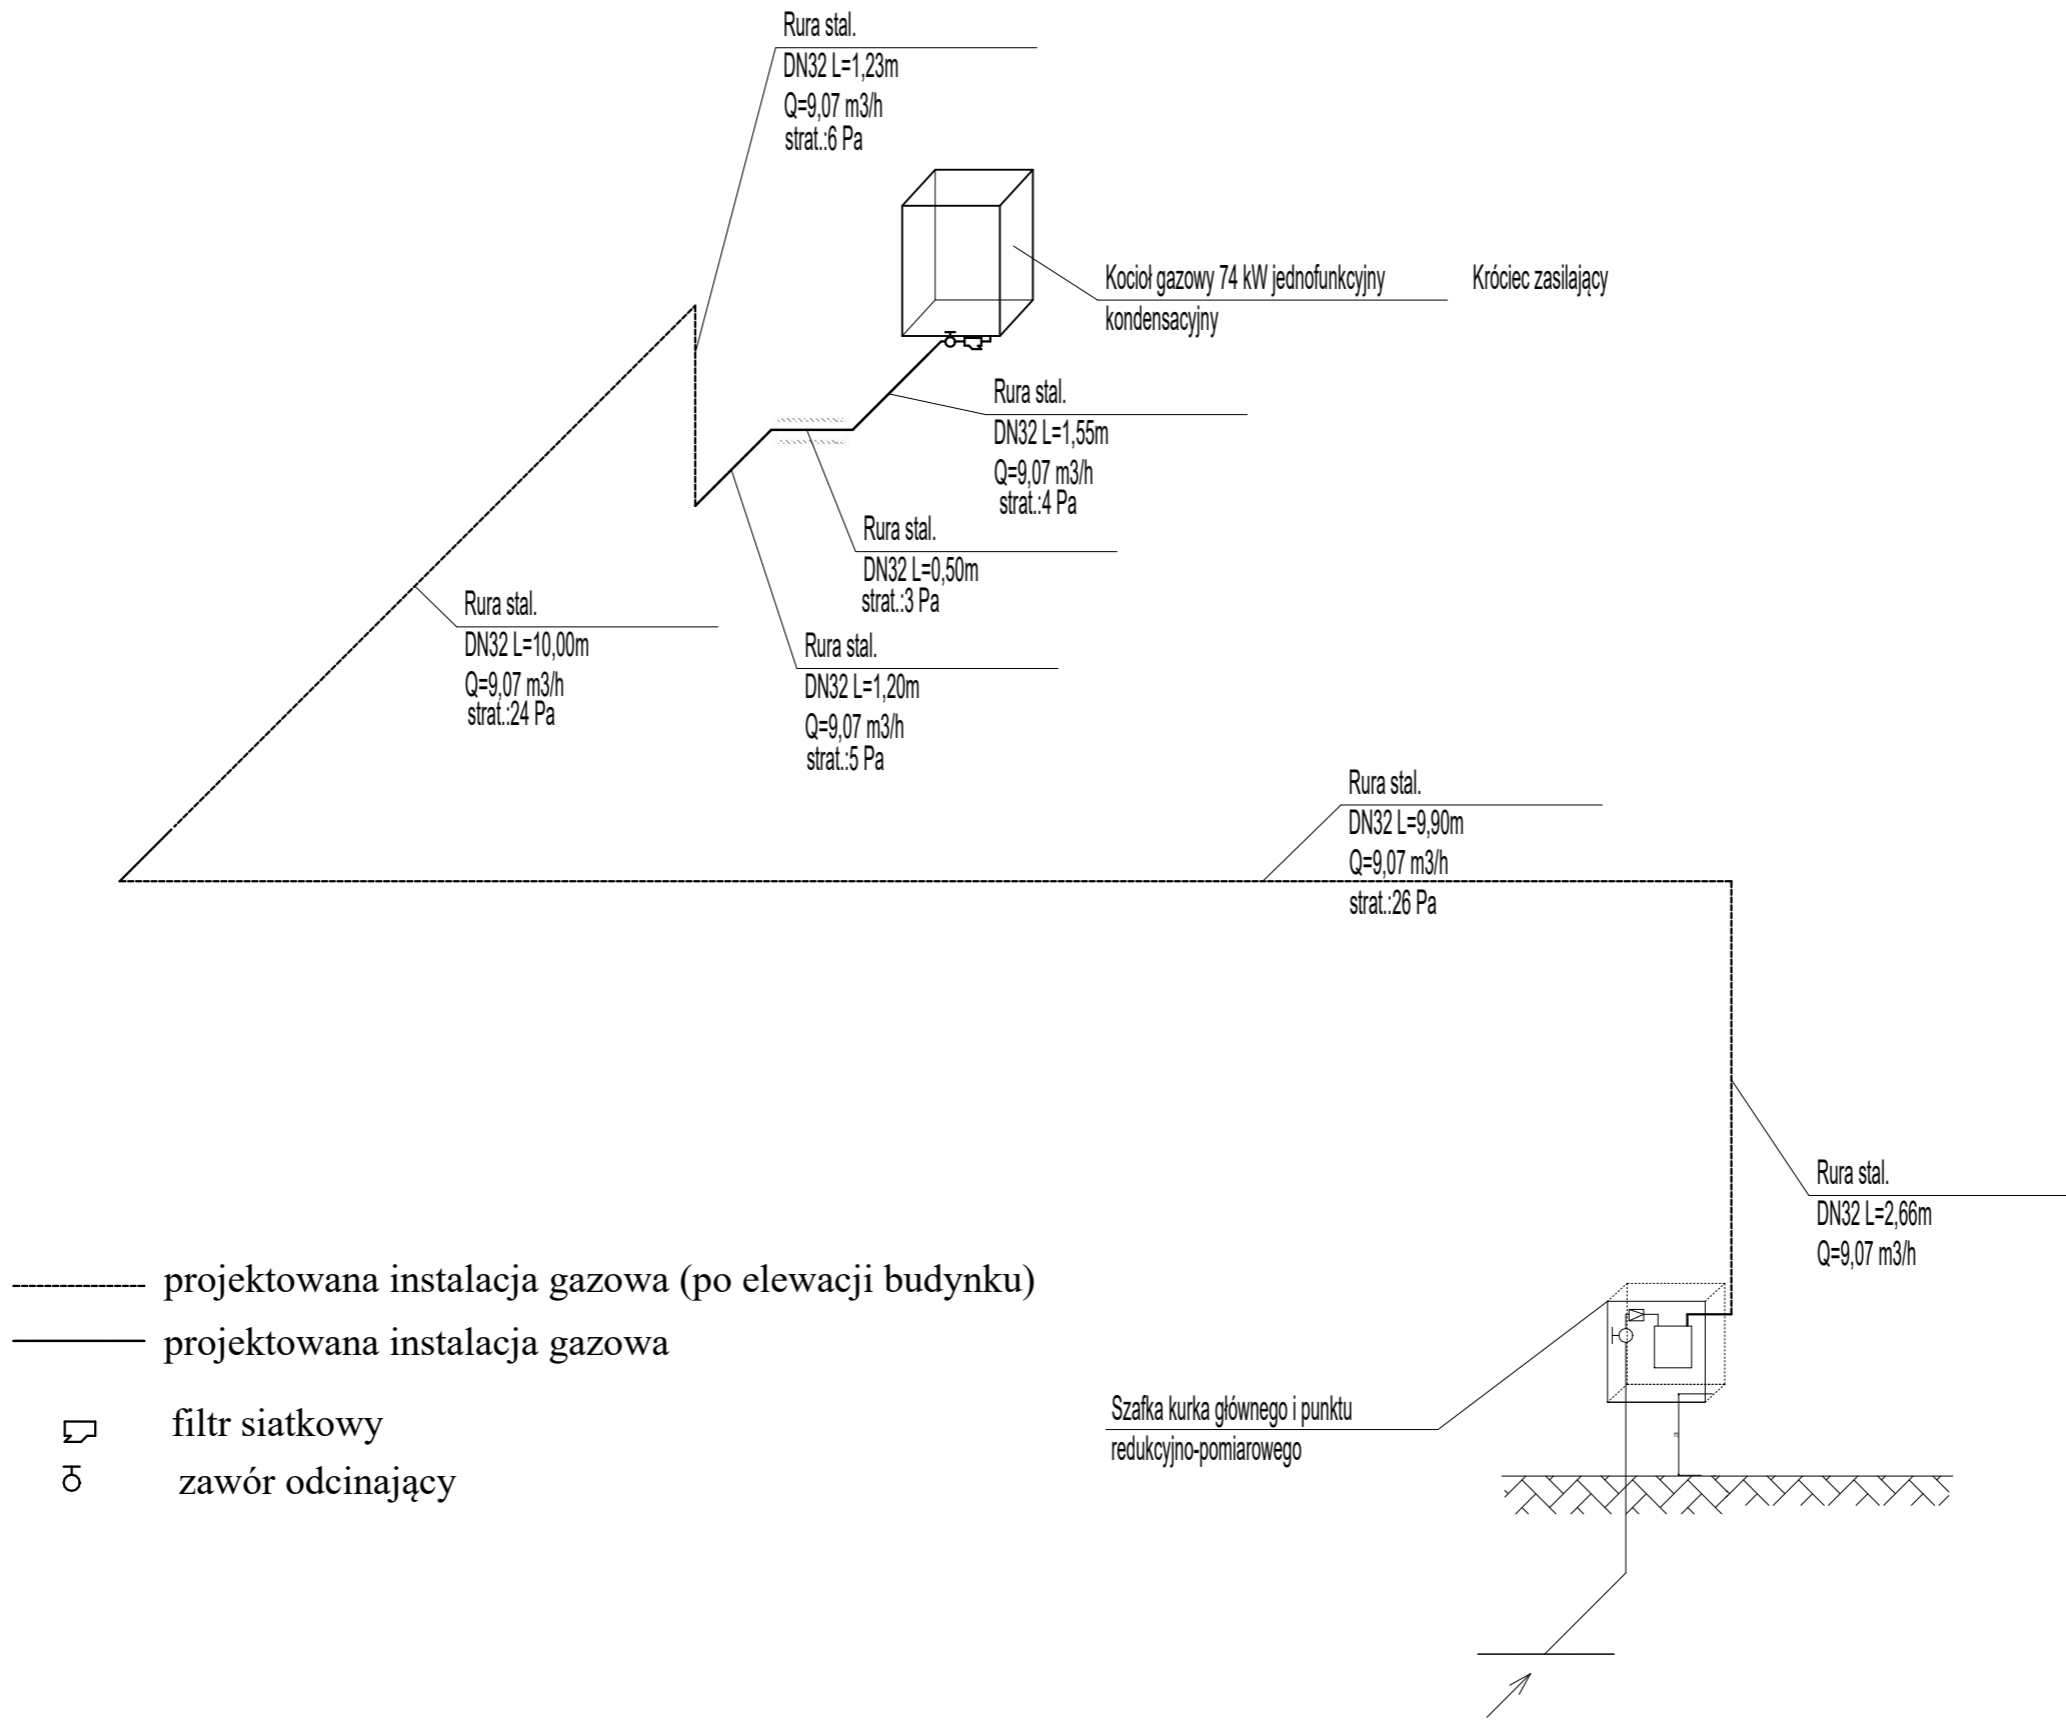 Rura stal.
DN32 L=1,23m
Q=9,07 m3/h
strat.:6 Pa
Kocioł gazowy 74 kW jednofunkcyjny
kondensacyjny
Króciec zasilający
Rura stal.
DN32 L=1,55m
Q=9,07 m3/h
strat.:4 Pa
Rura stal.
DN32 L=0,50m
strat.:3 Pa
Rura stal.
DN32 L=10,00m
Q=9,07 m3/h
strat.:24 Pa
Rura stal.
DN32 L=1,20m
Q=9,07 m3/h
strat.:5 Pa
Rura stal.
DN32 L=9,90m
Q=9,07 m3/h
strat.:26 Pa
Rura stal.
DN32 L=2,66m
Q=9,07 m3/h
projektowana instalacja gazowa (po elewacji budynku)
projektowana instalacja gazowa
filtr siatkowy
zawór odcinający
Szafka kurka głównego i punktu
redukcyjno-pomiarowego